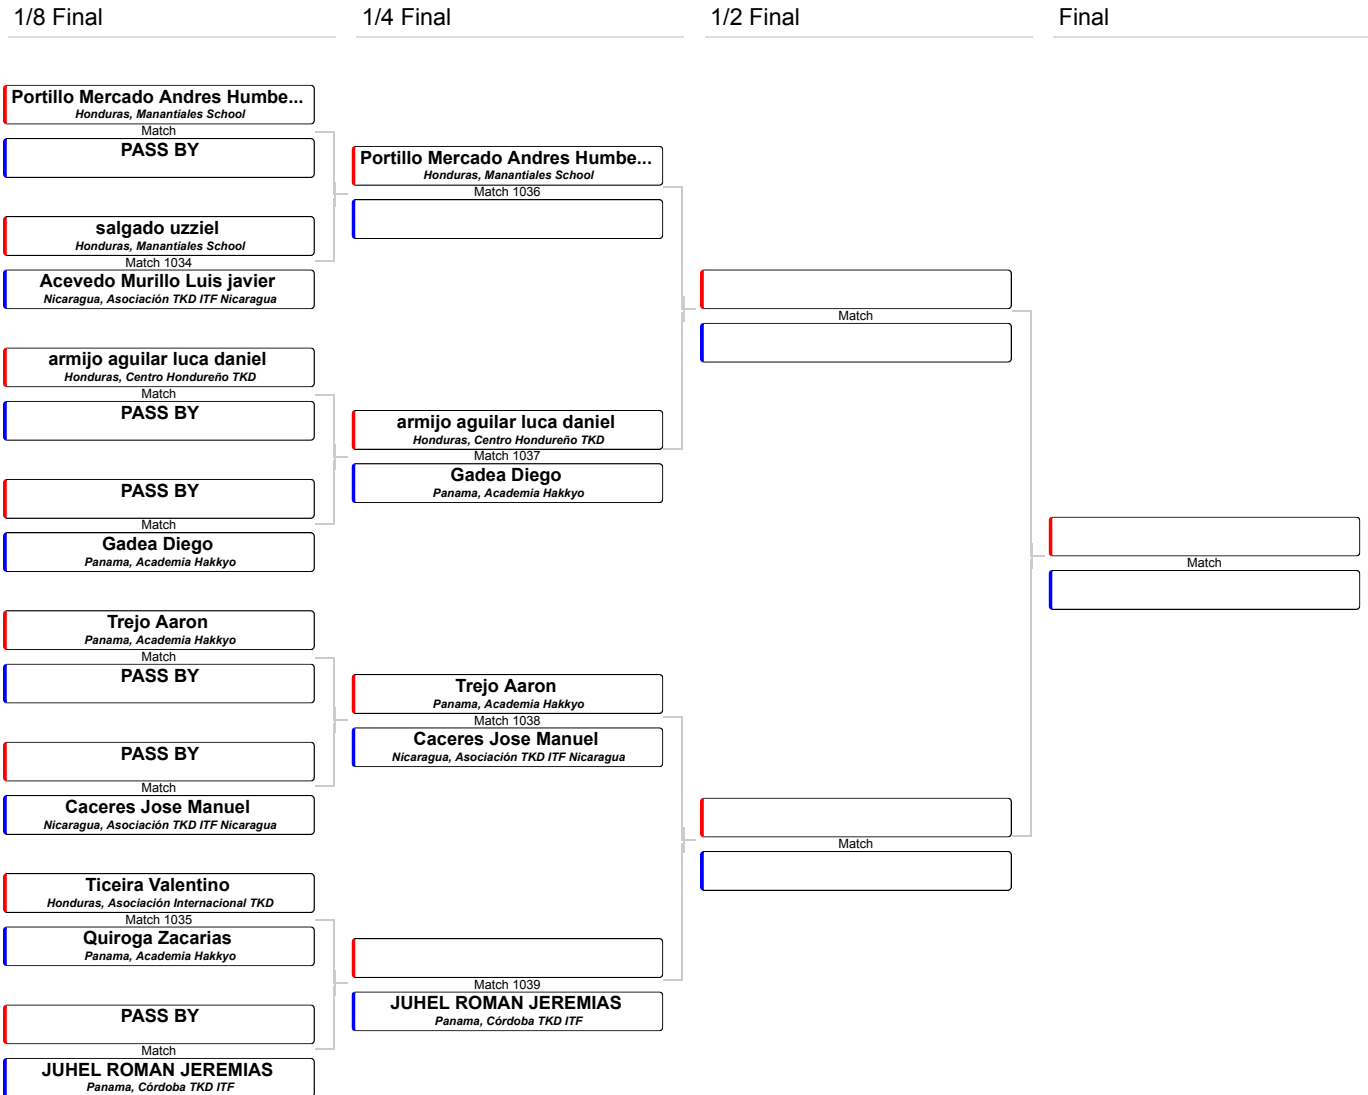 1/8 Final
1/4 Final
1/2 Final
Final
Portillo Mercado Andres Humbe...
Honduras, Manantiales School
Match
PASS BY
salgado uzziel
Honduras, Manantiales School
Match 1034
Acevedo Murillo Luis javier
Nicaragua, Asociación TKD ITF Nicaragua
armijo aguilar luca daniel
Honduras, Centro Hondureño TKD
Match
PASS BY
PASS BY
Match
Gadea Diego
Panama, Academia Hakkyo
Trejo Aaron
Panama, Academia Hakkyo
Match
PASS BY
PASS BY
Match
Caceres Jose Manuel
Nicaragua, Asociación TKD ITF Nicaragua
Ticeira Valentino
Honduras, Asociación Internacional TKD
Match 1035
Quiroga Zacarias
Panama, Academia Hakkyo
PASS BY
Match
JUHEL ROMAN JEREMIAS
Panama, Córdoba TKD ITF
Portillo Mercado Andres Humbe...
Honduras, Manantiales School
Match 1036
armijo aguilar luca daniel
Honduras, Centro Hondureño TKD
Match 1037
Gadea Diego
Panama, Academia Hakkyo
Trejo Aaron
Panama, Academia Hakkyo
Match 1038
Caceres Jose Manuel
Nicaragua, Asociación TKD ITF Nicaragua
Match 1039
JUHEL ROMAN JEREMIAS
Panama, Córdoba TKD ITF
Match
Match
Match